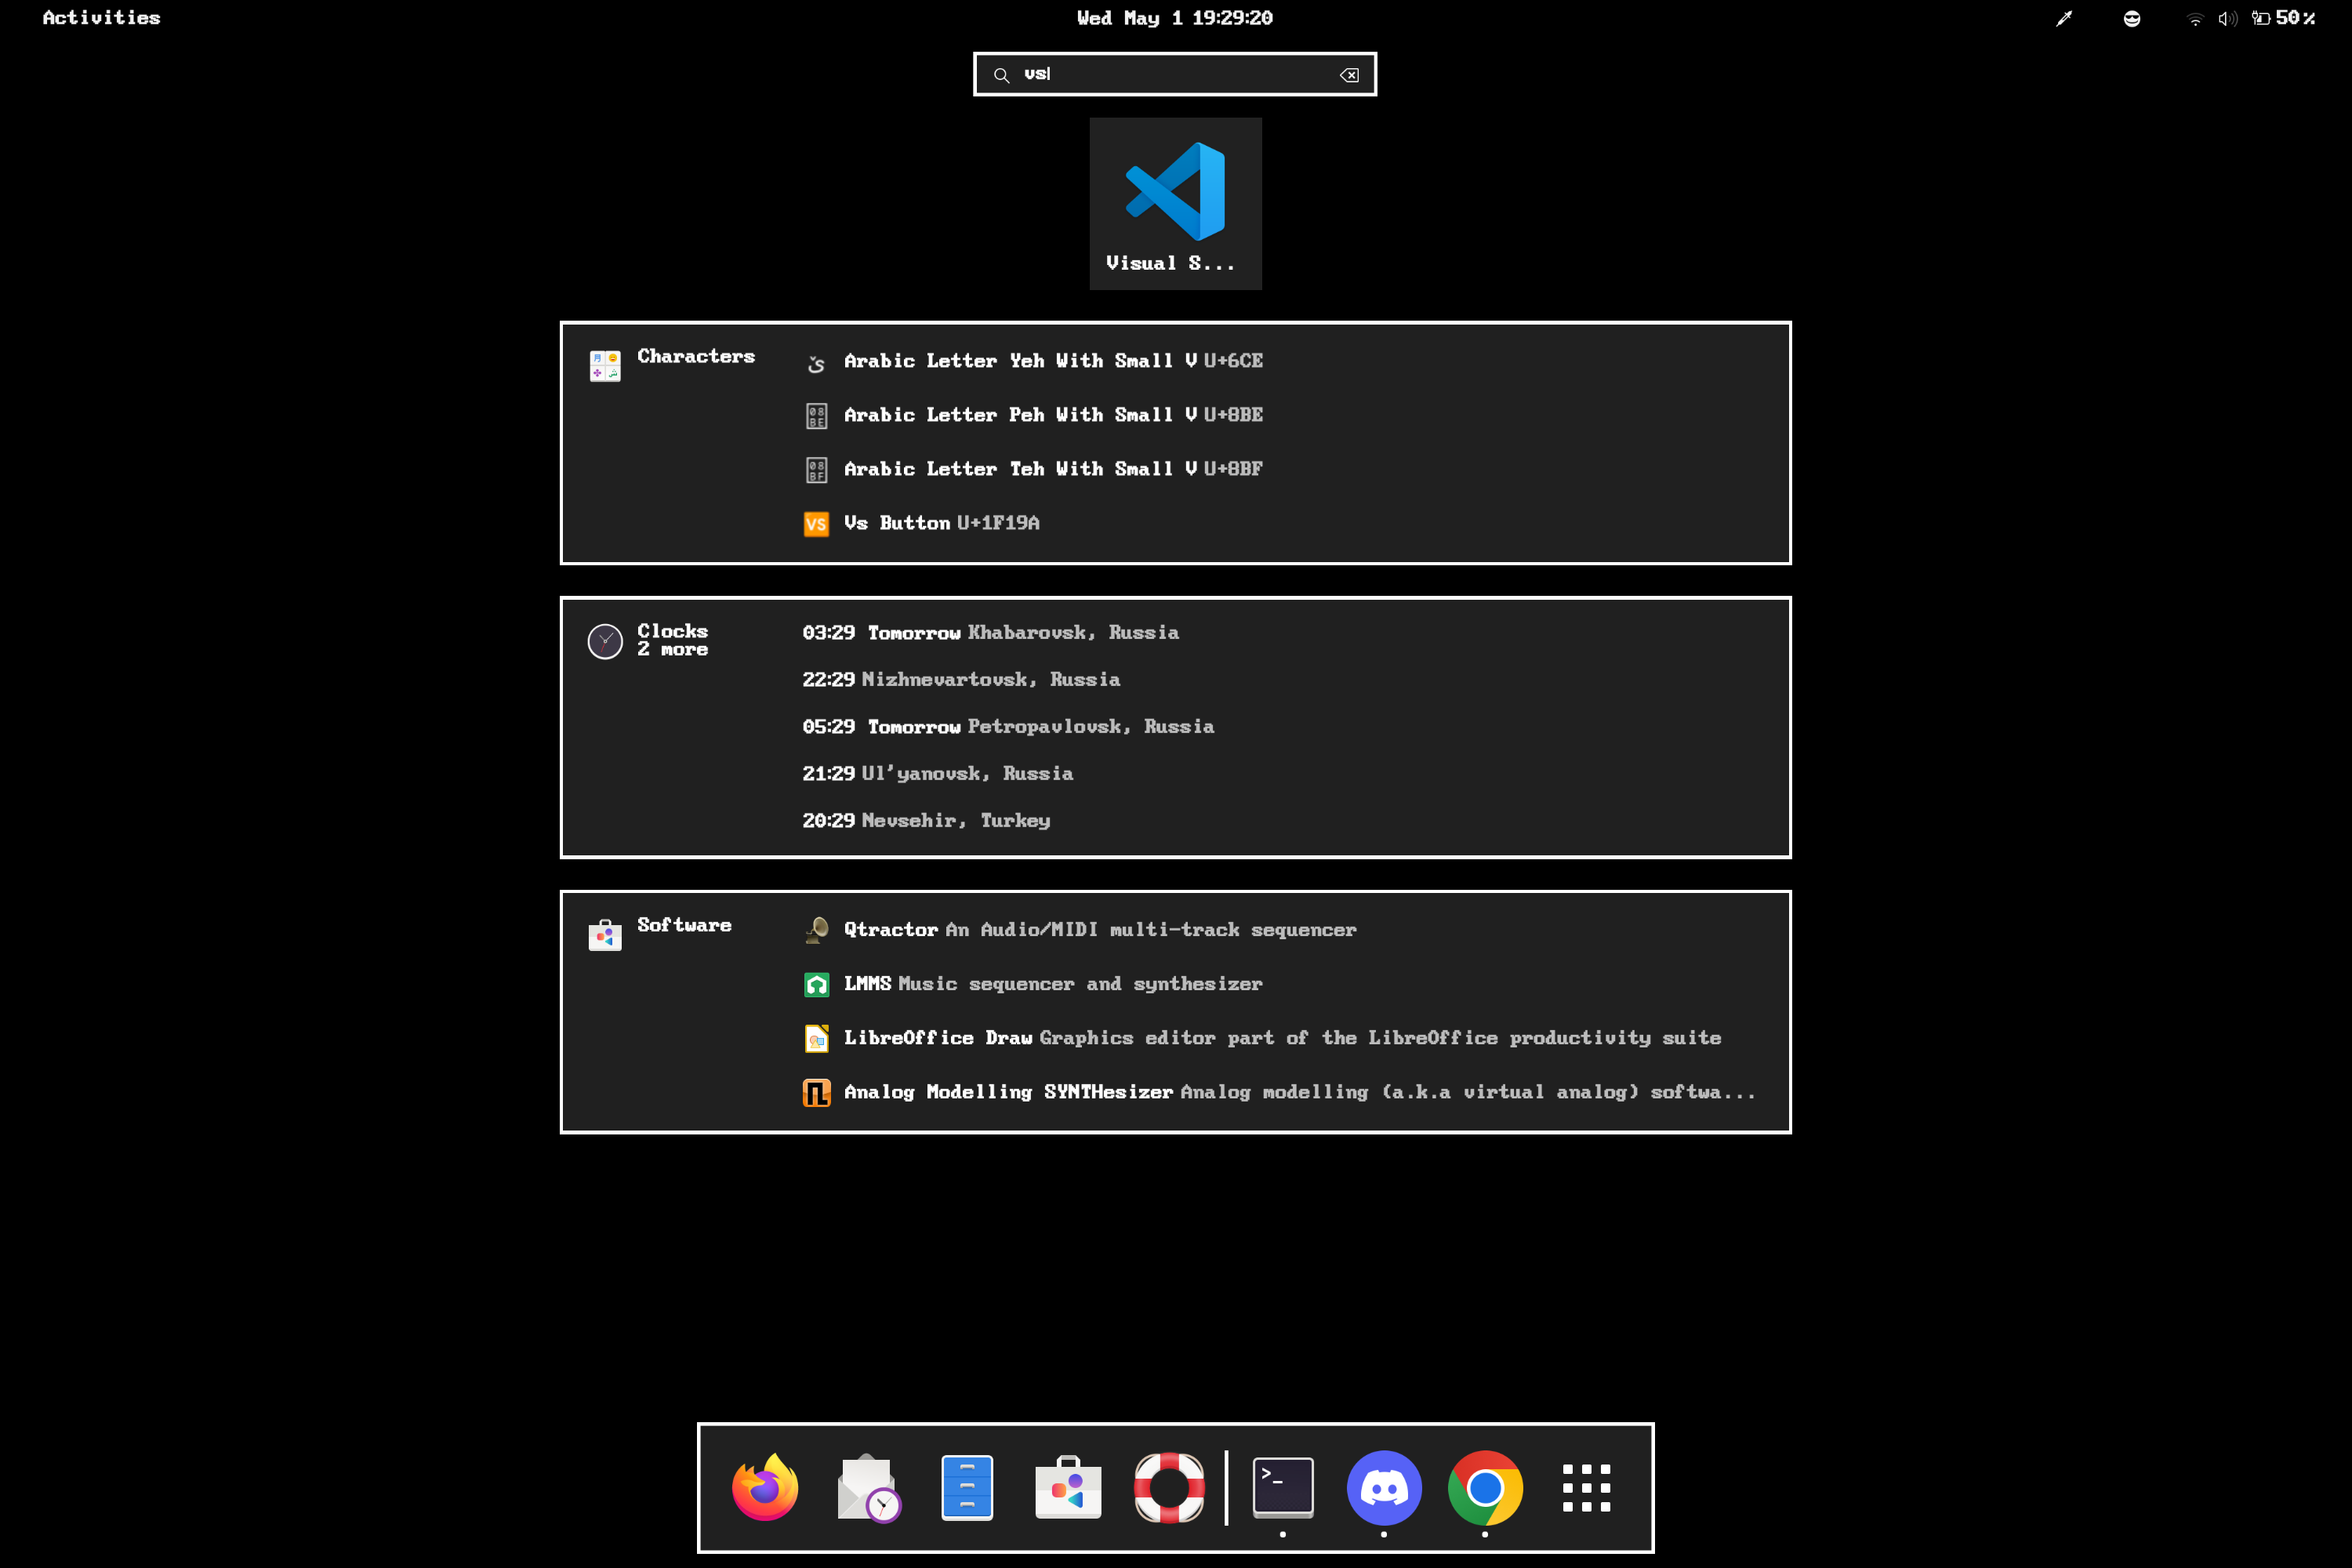 Activities
Wed May 1 19:29:20
50%
vs
Visual S...
Characters
ێ Arabic Letter Yeh With Small V U+6CE
08BE Arabic Letter Peh With Small V U+8BE
08BF Arabic Letter Teh With Small V U+8BF
VS Vs Button U+1F19A
Clocks
2 more
03:29 Tomorrow Khabarovsk, Russia
22:29 Nizhnevartovsk, Russia
05:29 Tomorrow Petropavlovsk, Russia
21:29 Ul'yanovsk, Russia
20:29 Nevsehir, Turkey
Software
Qtractor An Audio/MIDI multi-track sequencer
LMMS Music sequencer and synthesizer
LibreOffice Draw Graphics editor part of the LibreOffice productivity suite
Analog Modelling SYNTHesizer Analog modelling (a.k.a virtual analog) softwa...
>_